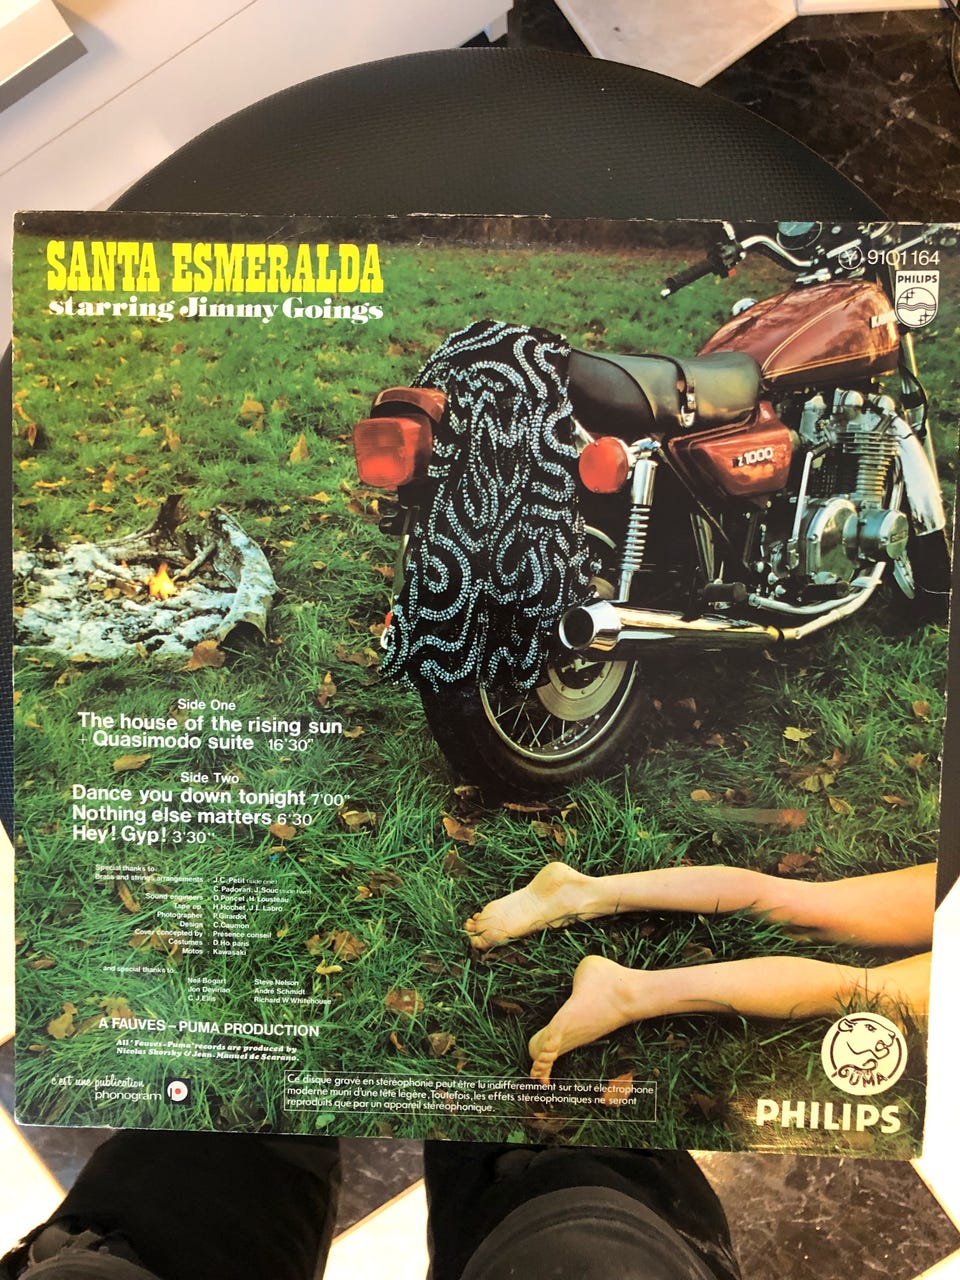 SANTA ESMERALDA
starring Jimmy Goings
Y 9101 164
PHILIPS
Z1000
Side One
The house of the rising sun
+ Quasimodo suite 16'30"
Side Two
Dance you down tonight 7'00"
Nothing else matters 6'30
Hey! Gyp! 3'30"
Special thanks to
Brass and strings arrangements : J.C. Petit (side one)
C. Padovan, J. Souc (side two)
Sound engineers : D. Poncet, H. Lousteau
Tape op. : H. Hochet, J.L. Labro
Photographer : P. Girardot
Design : C. Caumon
Cover concepted by : Présence conseil
Costumes : D. Ho paris
Motos : Kawasaki
and special thanks to
Neil Bogart Steve Nelson
Jon Devirian André Schmidt
C.J. Ellis Richard W. Whitehouse
A FAUVES-PUMA PRODUCTION
All "Fauves-Puma" records are produced by
Nicolas Skorsky & Jean-Manuel de Scarano.
c'est une publication
phonogram p
Ce disque gravé en stéréophonie peut être lu indifféremment sur tout électrophone
moderne muni d'une tête légère. Toutefois, les effets stéréophoniques ne seront
reproduits que par un appareil stéréophonique.
PUMA
PHILIPS